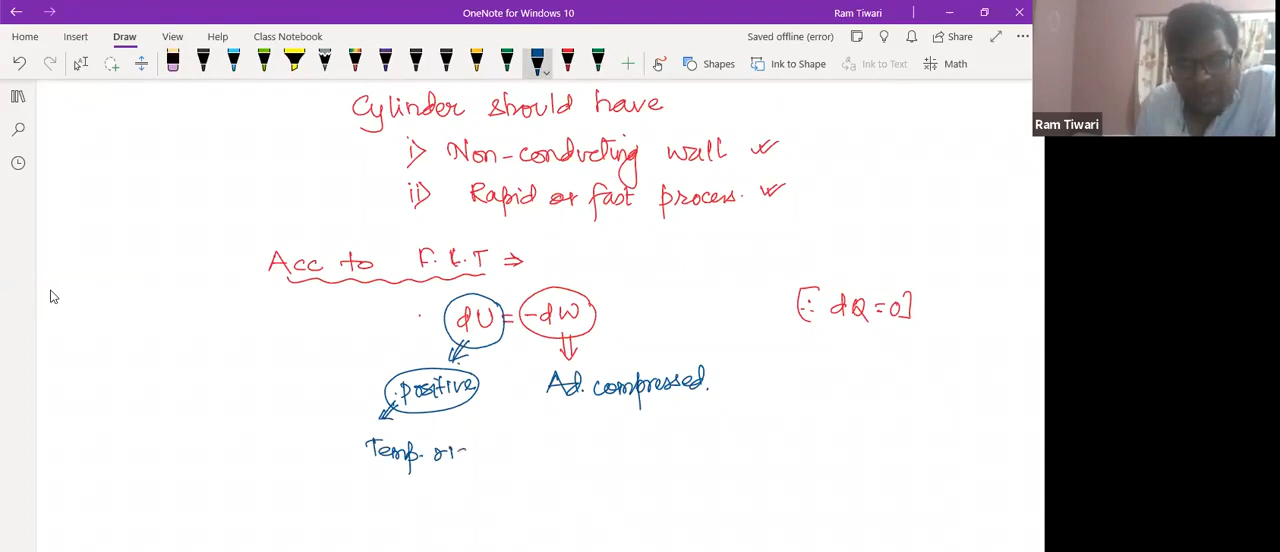 OneNote for Windows 10
Ram Tiwari
Home Insert Draw View Help Class Notebook
Saved offline (error) Share
Shapes Ink to Shape Ink to Text Math
Ram Tiwari
Cylinder should have
i) Non-conducting wall
ii) Rapid or fast process.
Acc to F.L.T ⇒
dU = -dW [∵ dQ = 0]
positive Ad. compressed.
Temp.